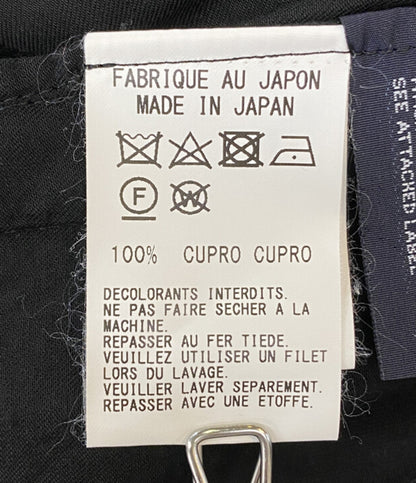 FABRIQUE AU JAPON
MADE IN JAPAN
F
W
100% CUPRO CUPRO
DECOLORANTS INTERDITS.
NE PAS FAIRE SECHER A LA
MACHINE.
REPASSER AU FER TIEDE.
VEUILLEZ UTILISER UN FILET
LORS DU LAVAGE.
VEUILLER LAVER SEPAREMENT.
REPASSER AVEC UNE ETOFFE.
SEE ATTACHED LABEL